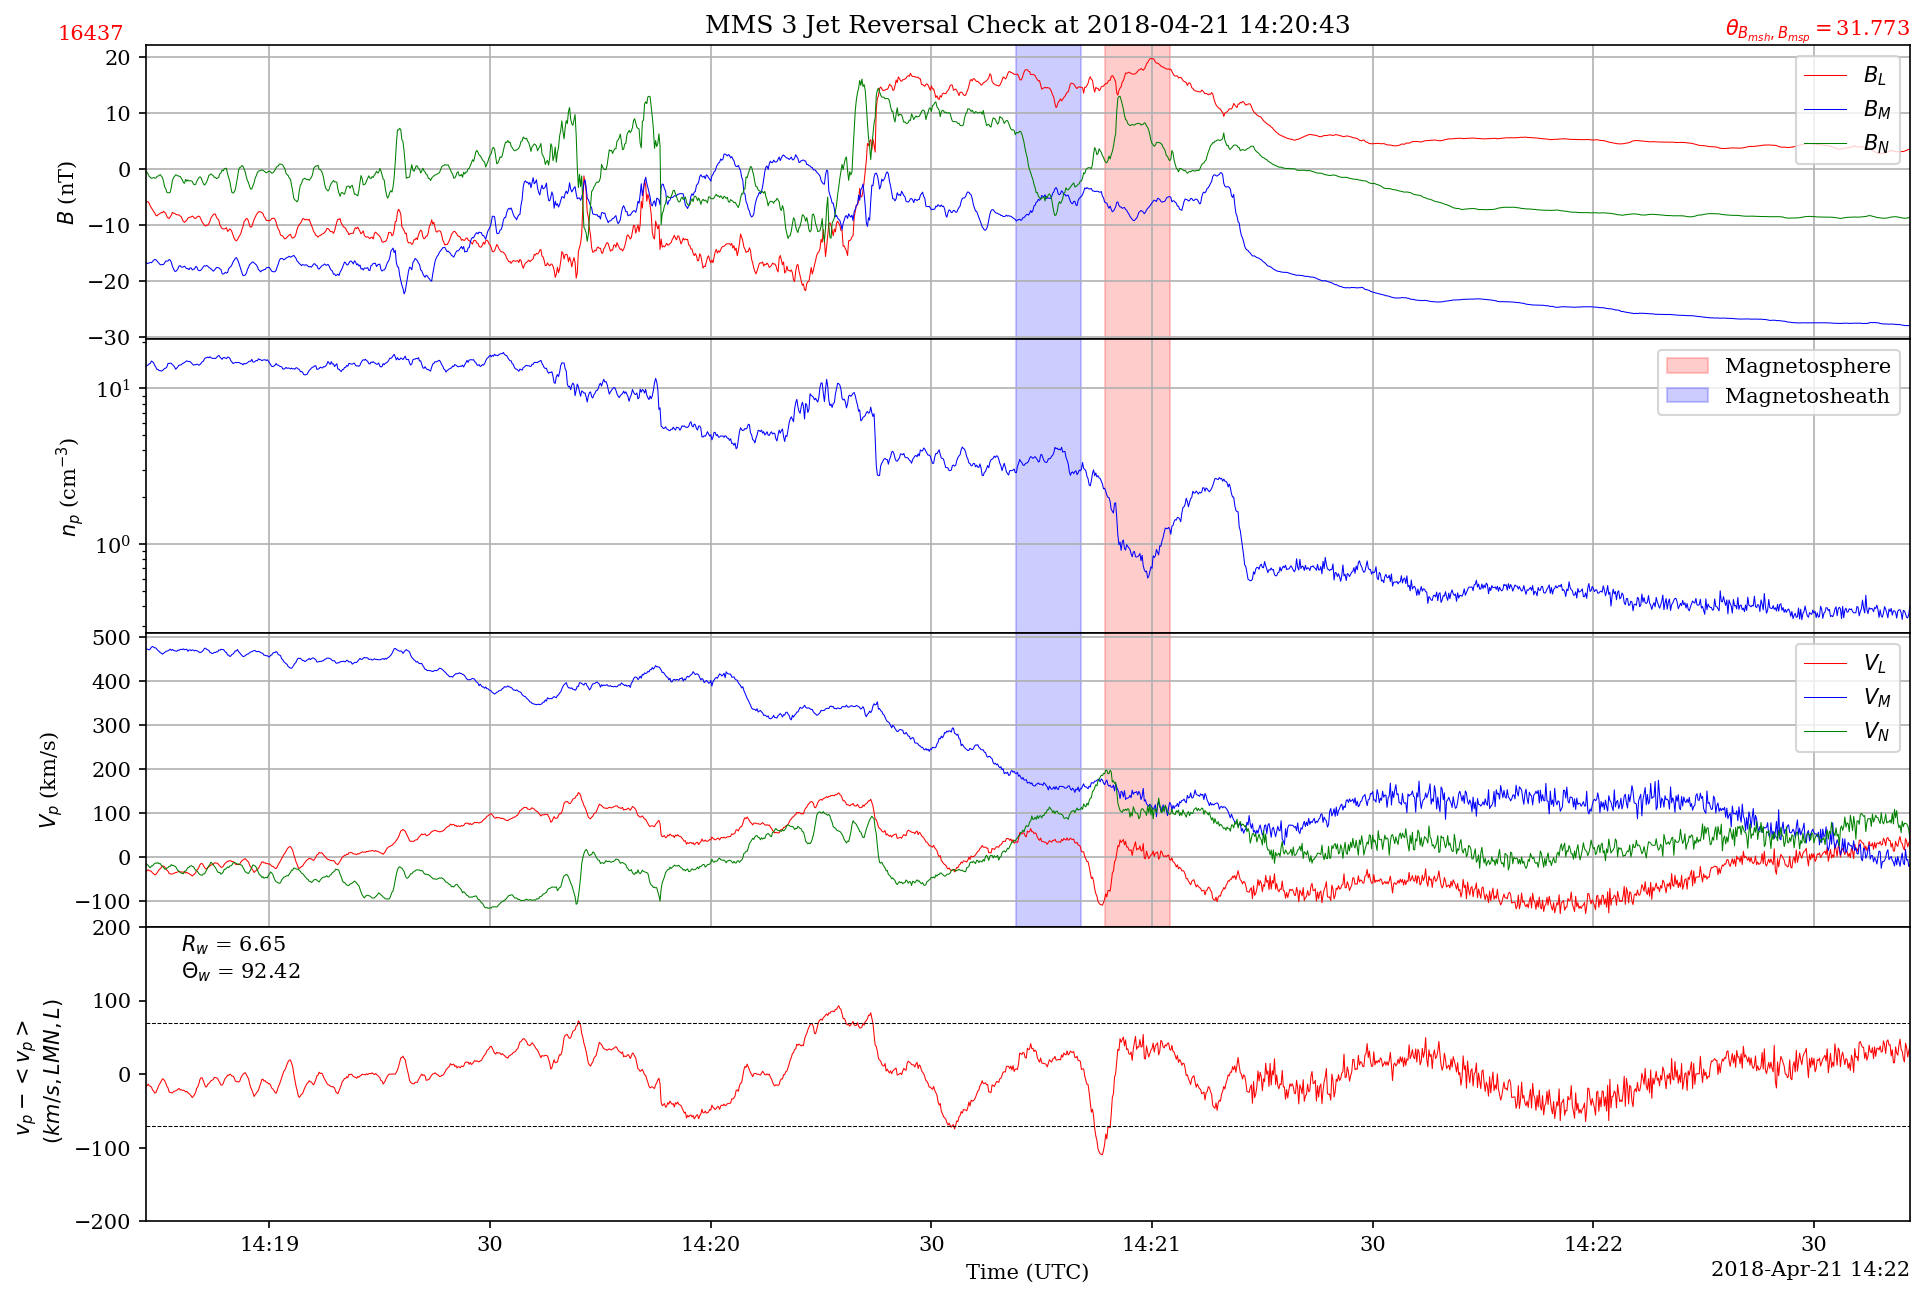 MMS 3 Jet Reversal Check at 2018-04-21 14:20:43
16437
θ_{B_{msh}, B_{msp}} = 31.773
20
10
0
−10
−20
−30
B (nT)
B_L
B_M
B_N
10^1
10^0
n_p (cm^{−3})
Magnetosphere
Magnetosheath
500
400
300
200
100
0
−100
V_p (km/s)
V_L
V_M
V_N
200
100
0
−100
−200
v_p − < v_p >
(km/s, LMN, L)
R_w = 6.65
Θ_w = 92.42
14:19
30
14:20
30
14:21
30
14:22
30
Time (UTC)
2018-Apr-21 14:22